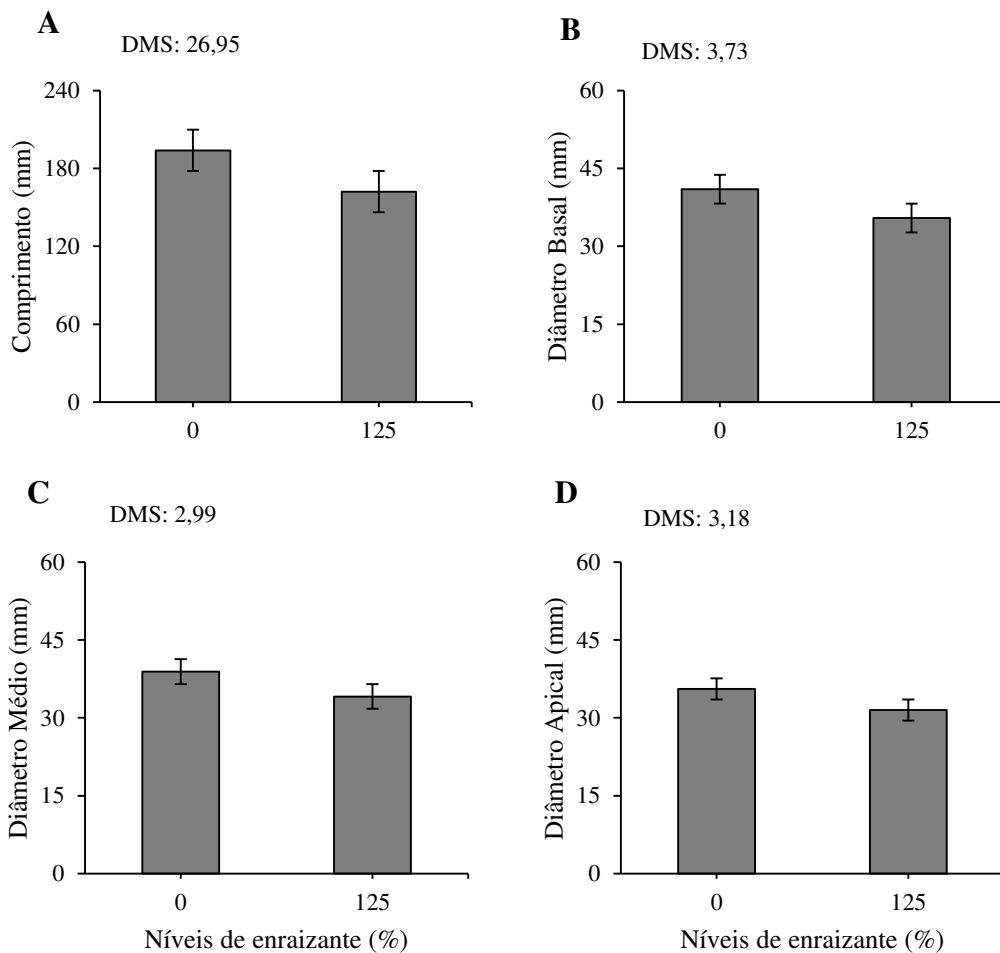 A
DMS: 26,95
Comprimento (mm)
240
180
120
60
0
0 125
B
DMS: 3,73
Diâmetro Basal (mm)
60
45
30
15
0
0 125
C
DMS: 2,99
Diâmetro Médio (mm)
60
45
30
15
0
0 125
Níveis de enraizante (%)
D
DMS: 3,18
Diâmetro Apical (mm)
60
45
30
15
0
0 125
Níveis de enraizante (%)